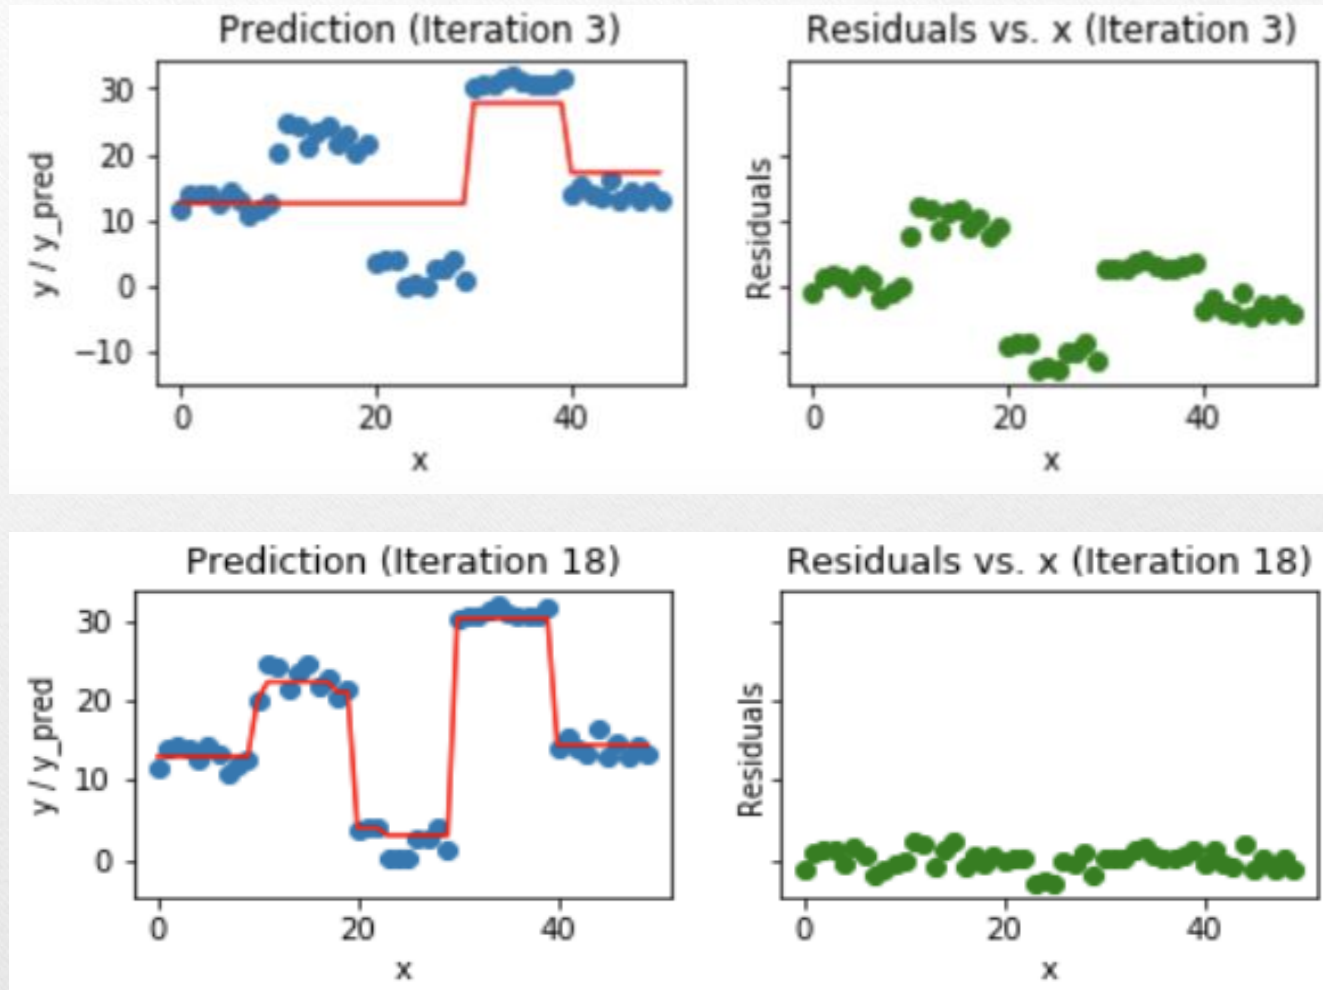 Prediction (Iteration 3)
y / y_pred
30
20
10
0
−10
0 20 40
x
Residuals vs. x (Iteration 3)
Residuals
0 20 40
x
Prediction (Iteration 18)
y / y_pred
30
20
10
0
0 20 40
x
Residuals vs. x (Iteration 18)
Residuals
0 20 40
x